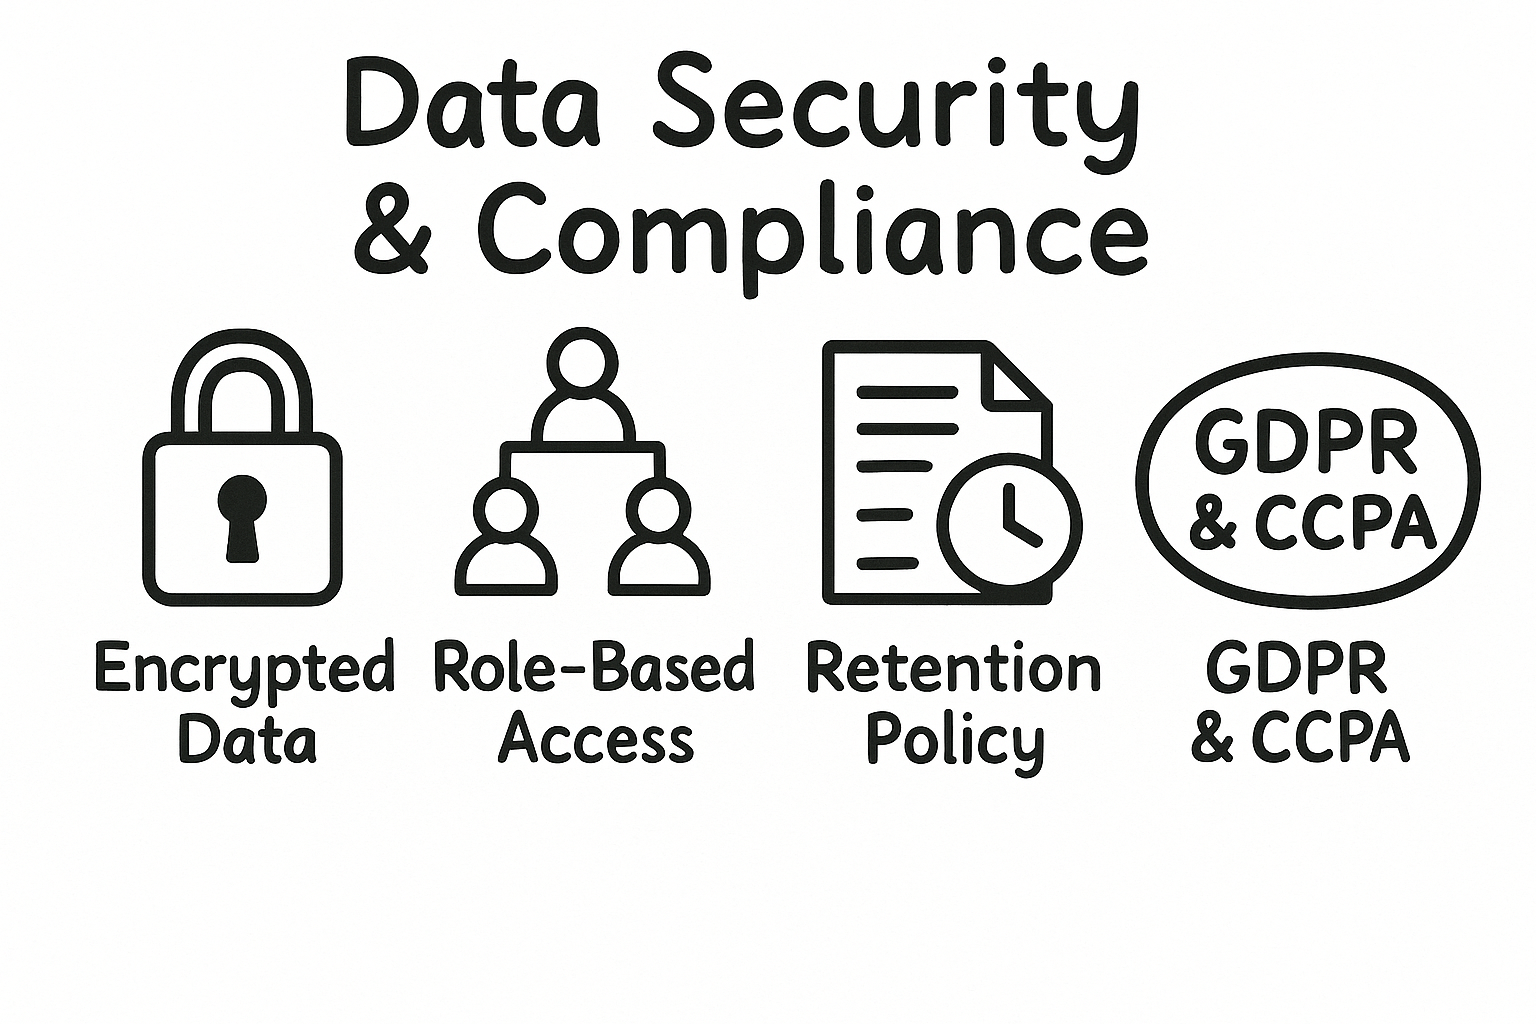 Data Security
& Compliance
GDPR
& CCPA
Encrypted
Data
Role-Based
Access
Retention
Policy
GDPR
& CCPA